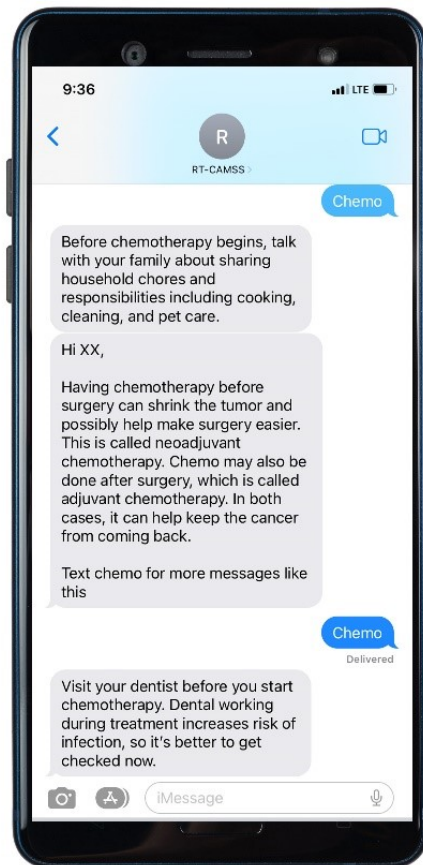 9:36
LTE
R
RT-CAMSS
Chemo
Before chemotherapy begins, talk
with your family about sharing
household chores and
responsibilities including cooking,
cleaning, and pet care.
Hi XX,
Having chemotherapy before
surgery can shrink the tumor and
possibly help make surgery easier.
This is called neoadjuvant
chemotherapy. Chemo may also be
done after surgery, which is called
adjuvant chemotherapy. In both
cases, it can help keep the cancer
from coming back.
Text chemo for more messages like
this
Chemo
Delivered
Visit your dentist before you start
chemotherapy. Dental working
during treatment increases risk of
infection, so it's better to get
checked now.
iMessage